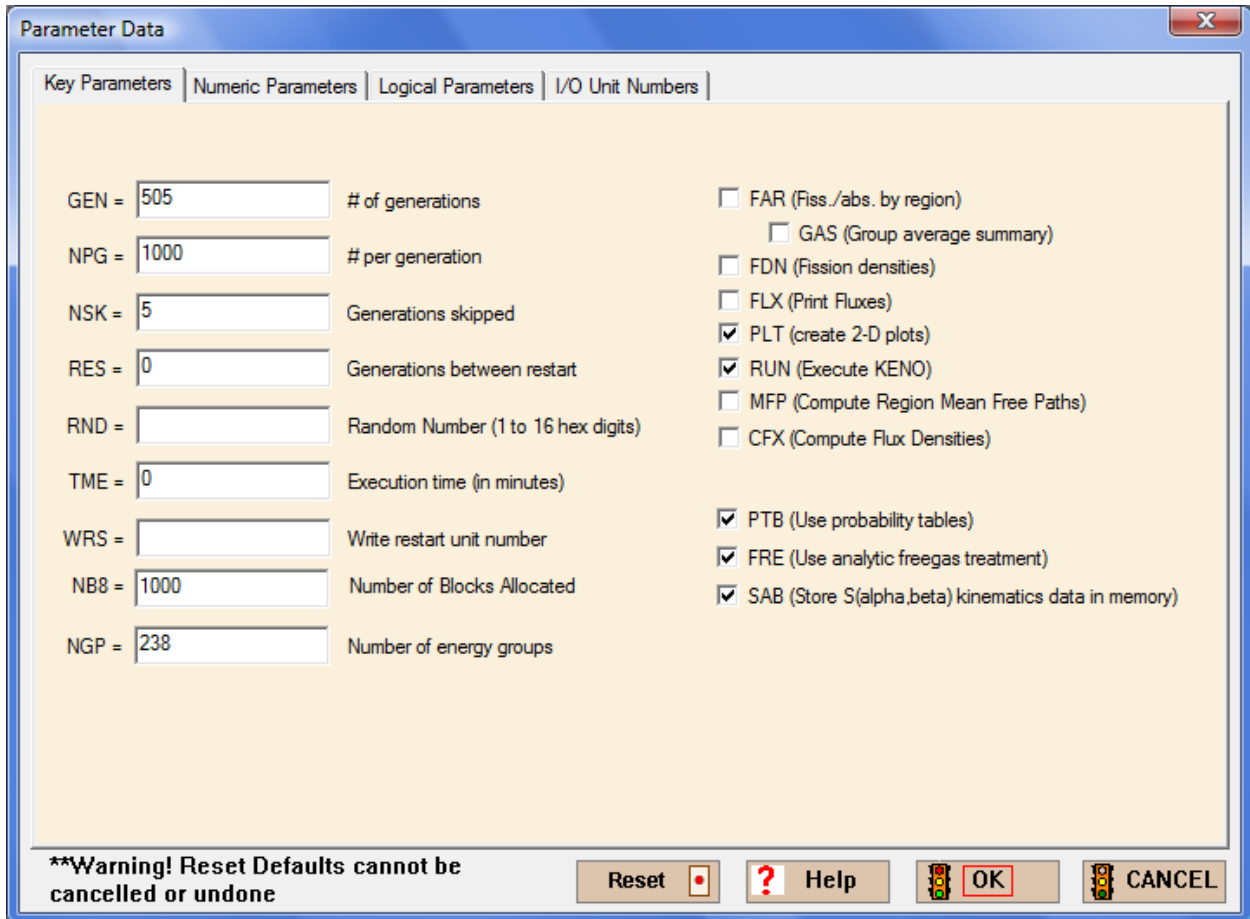 Parameter Data
X
Key Parameters Numeric Parameters Logical Parameters I/O Unit Numbers
GEN = 505 # of generations
NPG = 1000 # per generation
NSK = 5 Generations skipped
RES = 0 Generations between restart
RND = Random Number (1 to 16 hex digits)
TME = 0 Execution time (in minutes)
WRS = Write restart unit number
NB8 = 1000 Number of Blocks Allocated
NGP = 238 Number of energy groups
FAR (Fiss./abs. by region)
GAS (Group average summary)
FDN (Fission densities)
FLX (Print Fluxes)
PLT (create 2-D plots)
RUN (Execute KENO)
MFP (Compute Region Mean Free Paths)
CFX (Compute Flux Densities)
PTB (Use probability tables)
FRE (Use analytic freegas treatment)
SAB (Store S(alpha,beta) kinematics data in memory)
**Warning! Reset Defaults cannot be
cancelled or undone
Reset ? Help OK CANCEL